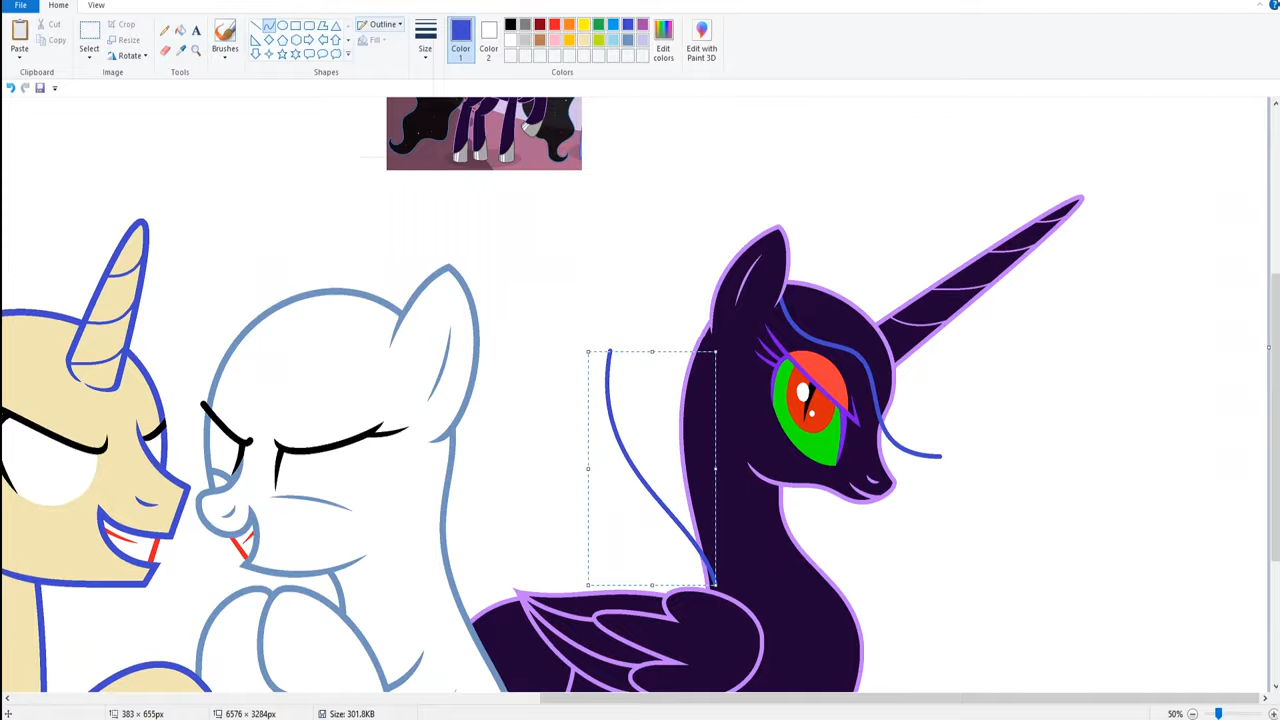 File Home View
Paste
Cut
Copy
Clipboard
Select
Crop
Resize
Rotate
Image
A
Tools
Brushes
Outline
Fill
Shapes
Size
Color
1
Color
2
Edit
colors
Colors
Edit with
Paint 3D
383 × 655px
6576 × 3284px
Size: 301.8KB
50%